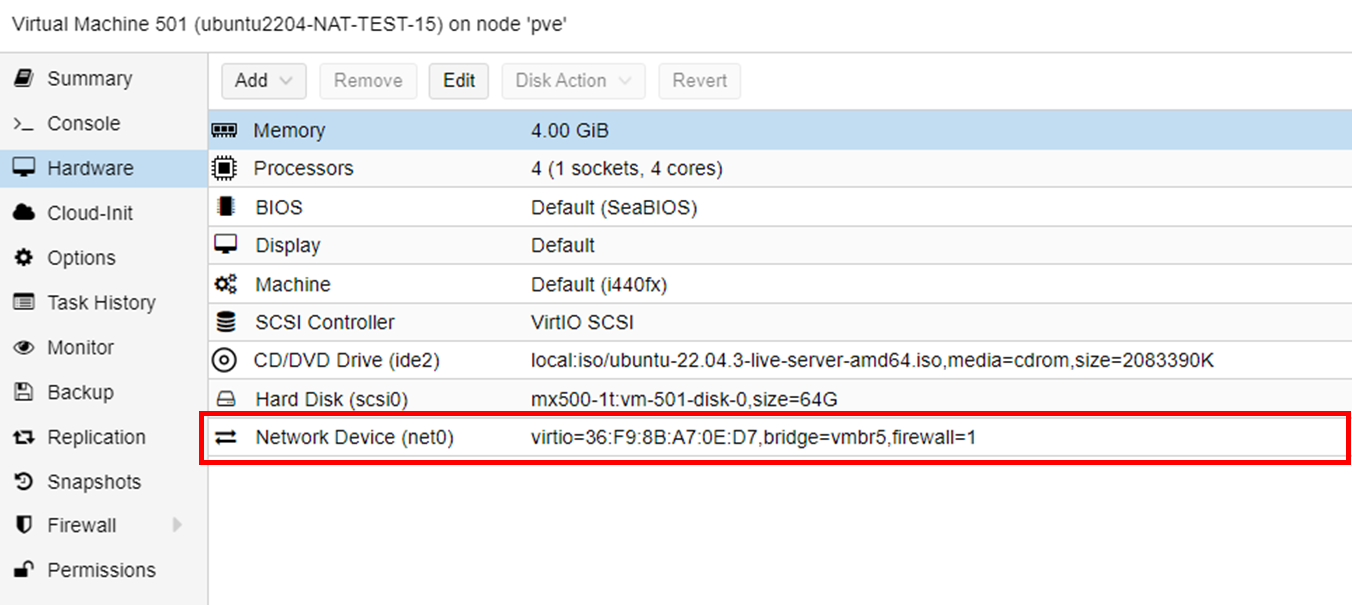 Virtual Machine 501 (ubuntu2204-NAT-TEST-15) on node 'pve'
Summary
Console
Hardware
Cloud-Init
Options
Task History
Monitor
Backup
Replication
Snapshots
Firewall
Permissions
Add Remove Edit Disk Action Revert
Memory 4.00 GiB
Processors 4 (1 sockets, 4 cores)
BIOS Default (SeaBIOS)
Display Default
Machine Default (i440fx)
SCSI Controller VirtIO SCSI
CD/DVD Drive (ide2) local:iso/ubuntu-22.04.3-live-server-amd64.iso,media=cdrom,size=2083390K
Hard Disk (scsi0) mx500-1t:vm-501-disk-0,size=64G
Network Device (net0) virtio=36:F9:8B:A7:0E:D7,bridge=vmbr5,firewall=1